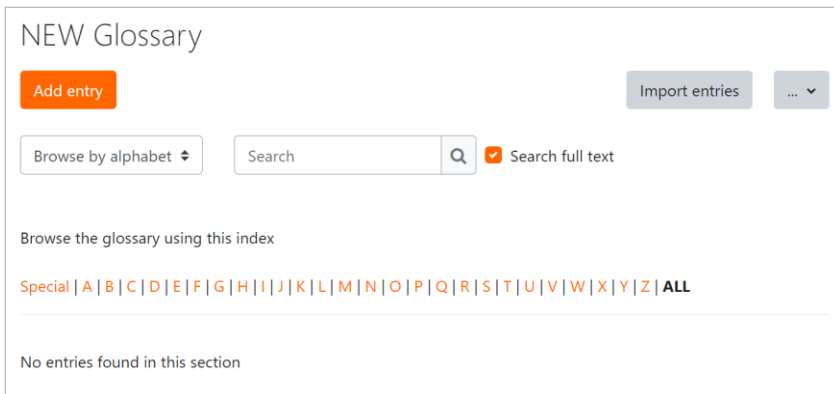 NEW Glossary
Add entry
Import entries
...
Browse by alphabet
Search
Search full text
Browse the glossary using this index
Special | A | B | C | D | E | F | G | H | I | J | K | L | M | N | O | P | Q | R | S | T | U | V | W | X | Y | Z | ALL
No entries found in this section